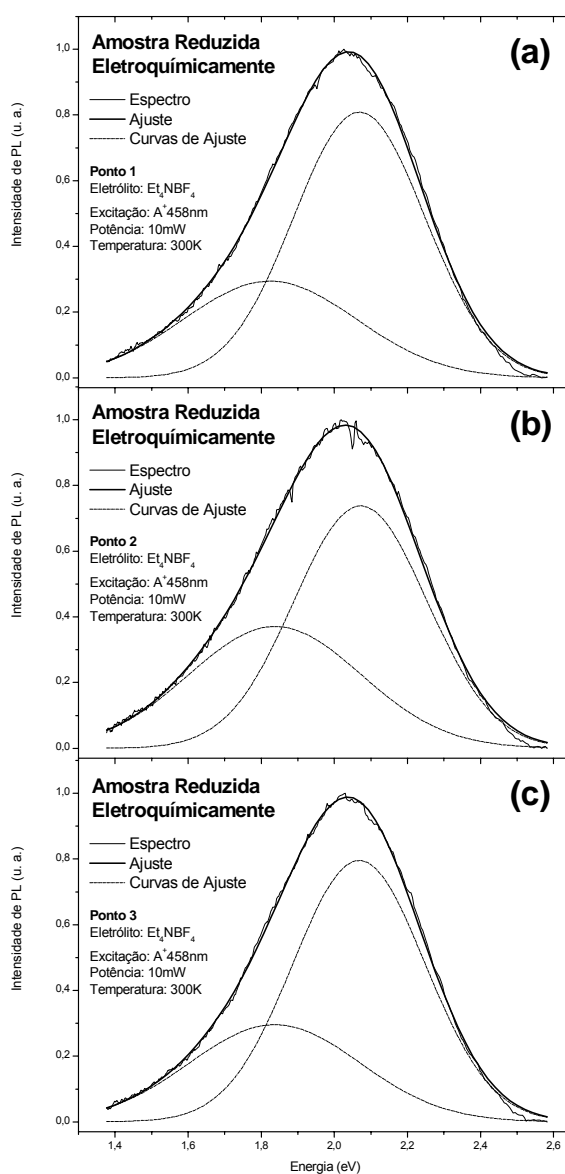 Amostra Reduzida
Eletroquímicamente
(a)
Espectro
Ajuste
Curvas de Ajuste
Ponto 1
Eletrólito: Et₄NBF₄
Excitação: A⁺458nm
Potência: 10mW
Temperatura: 300K
Intensidade de PL (u. a.)
1,0
0,8
0,6
0,4
0,2
0,0
Amostra Reduzida
Eletroquímicamente
(b)
Espectro
Ajuste
Curvas de Ajuste
Ponto 2
Eletrólito: Et₄NBF₄
Excitação: A⁺458nm
Potência: 10mW
Temperatura: 300K
Intensidade de PL (u. a.)
1,0
0,8
0,6
0,4
0,2
0,0
Amostra Reduzida
Eletroquímicamente
(c)
Espectro
Ajuste
Curvas de Ajuste
Ponto 3
Eletrólito: Et₄NBF₄
Excitação: A⁺458nm
Potência: 10mW
Temperatura: 300K
Intensidade de PL (u. a.)
1,0
0,8
0,6
0,4
0,2
0,0
1,4 1,6 1,8 2,0 2,2 2,4 2,6
Energia (eV)